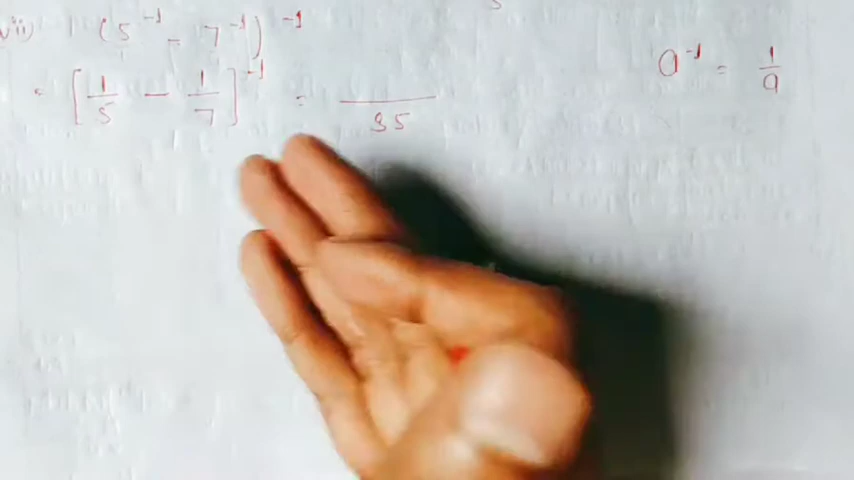 vii) (5⁻¹ - 7⁻¹)⁻¹
= [1/5 - 1/7]⁻¹ = /35
a⁻¹ = 1/a